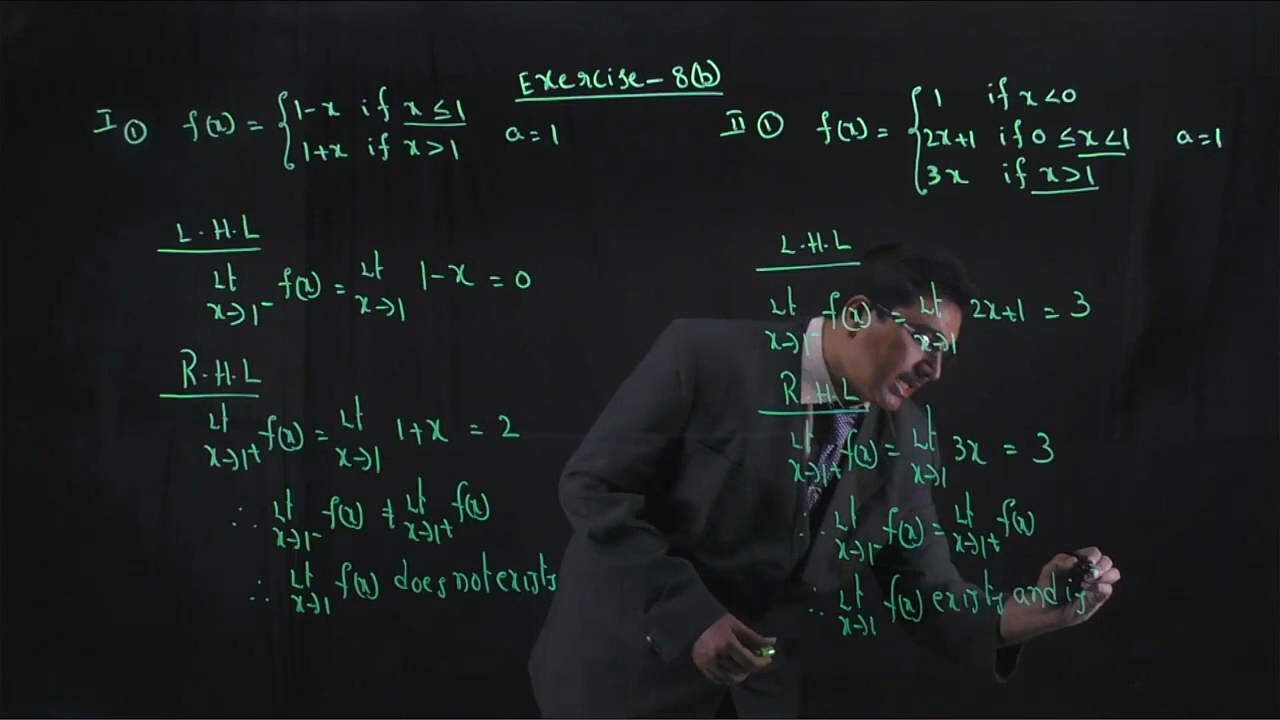 Exercise - 8(b)
I ① f(x) = { 1-x if x ≤ 1
1+x if x > 1
a = 1
L.H.L
Lt x→1⁻ f(x) = Lt x→1 1-x = 0
R.H.L
Lt x→1+ f(x) = Lt x→1 1+x = 2
∴ Lt x→1⁻ f(x) ≠ Lt x→1+ f(x)
∴ Lt x→1 f(x) does not exists
II ① f(x) = { 1 if x < 0
2x+1 if 0 ≤ x < 1
3x if x > 1
a = 1
L.H.L
Lt x→1⁻ f(x) = Lt x→1 2x+1 = 3
R.H.L
Lt x→1+ f(x) = Lt x→1 3x = 3
∴ Lt x→1⁻ f(x) = Lt x→1+ f(x)
∴ Lt x→1 f(x) exists and is